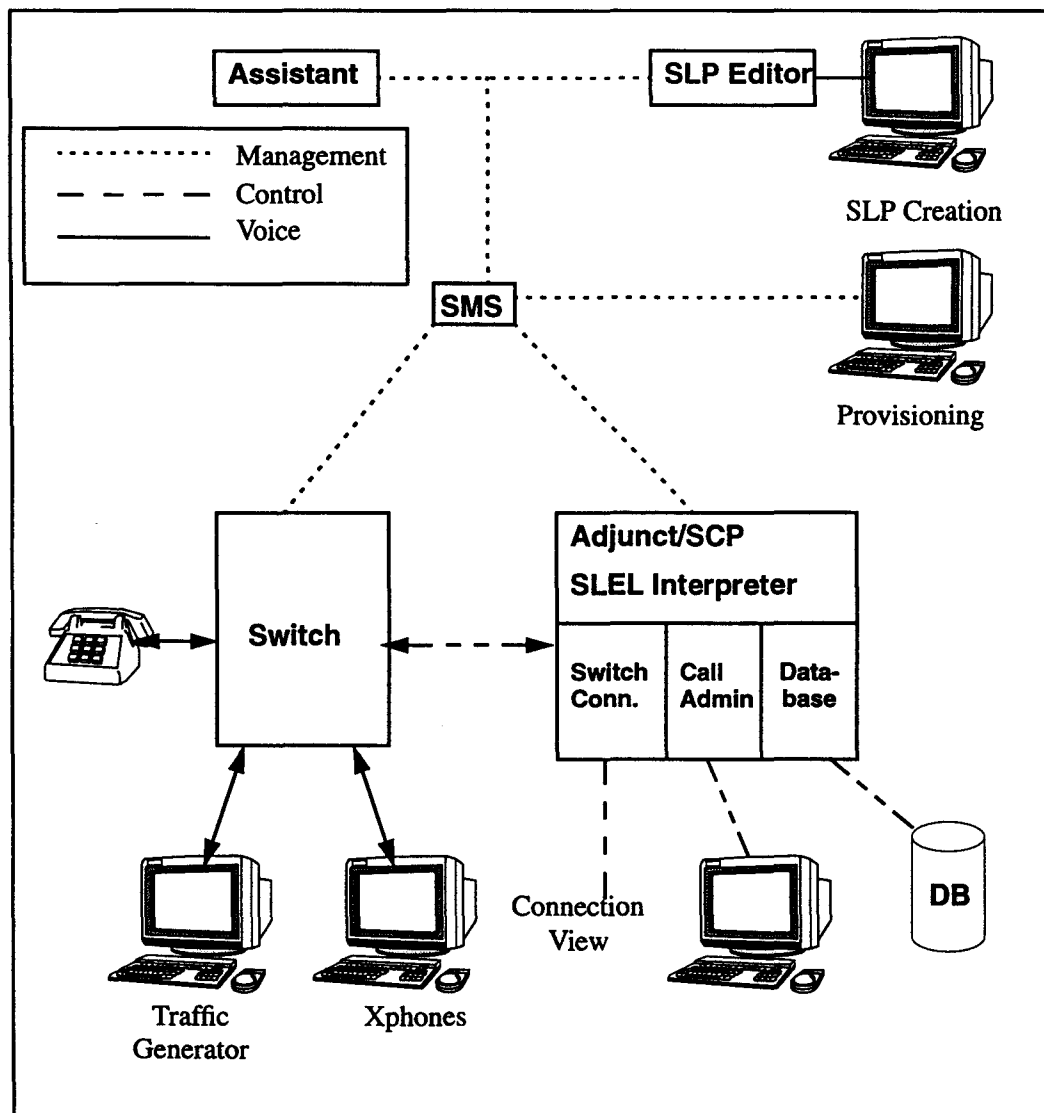 Assistant
SLP Editor
Management
Control
Voice
SLP Creation
SMS
Provisioning
Adjunct/SCP
SLEL Interpreter
Switch
Switch
Conn.
Call
Admin
Data-
base
Connection
View
DB
Traffic
Generator
Xphones